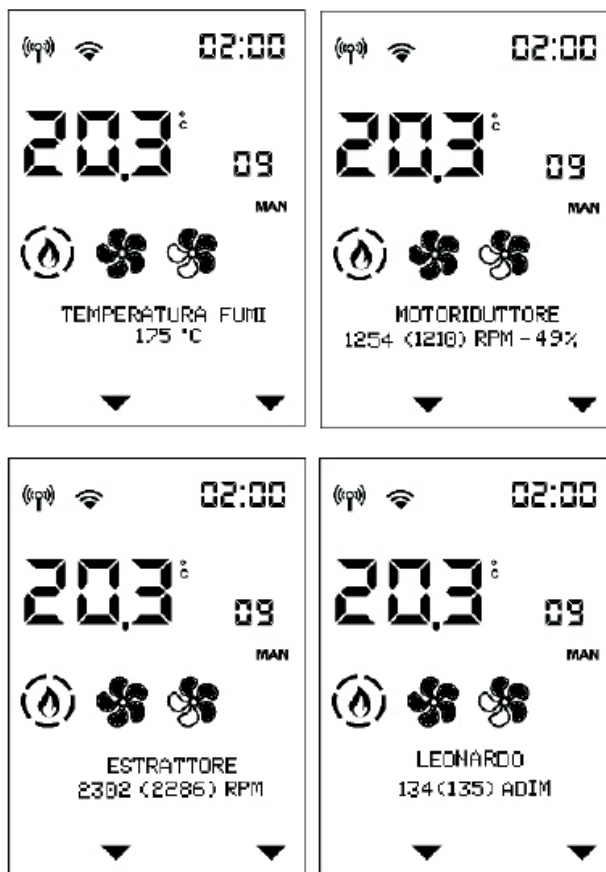 02:00
20.3 °C
09
MAN
TEMPERATURA FUMI
175 °C
02:00
20.3 °C
09
MAN
MOTORIDUTTORE
1254 (1210) RPM - 49%
02:00
20.3 °C
09
MAN
ESTRATTORE
2302 (2286) RPM
02:00
20.3 °C
09
MAN
LEONARDO
134 (135) ADIM